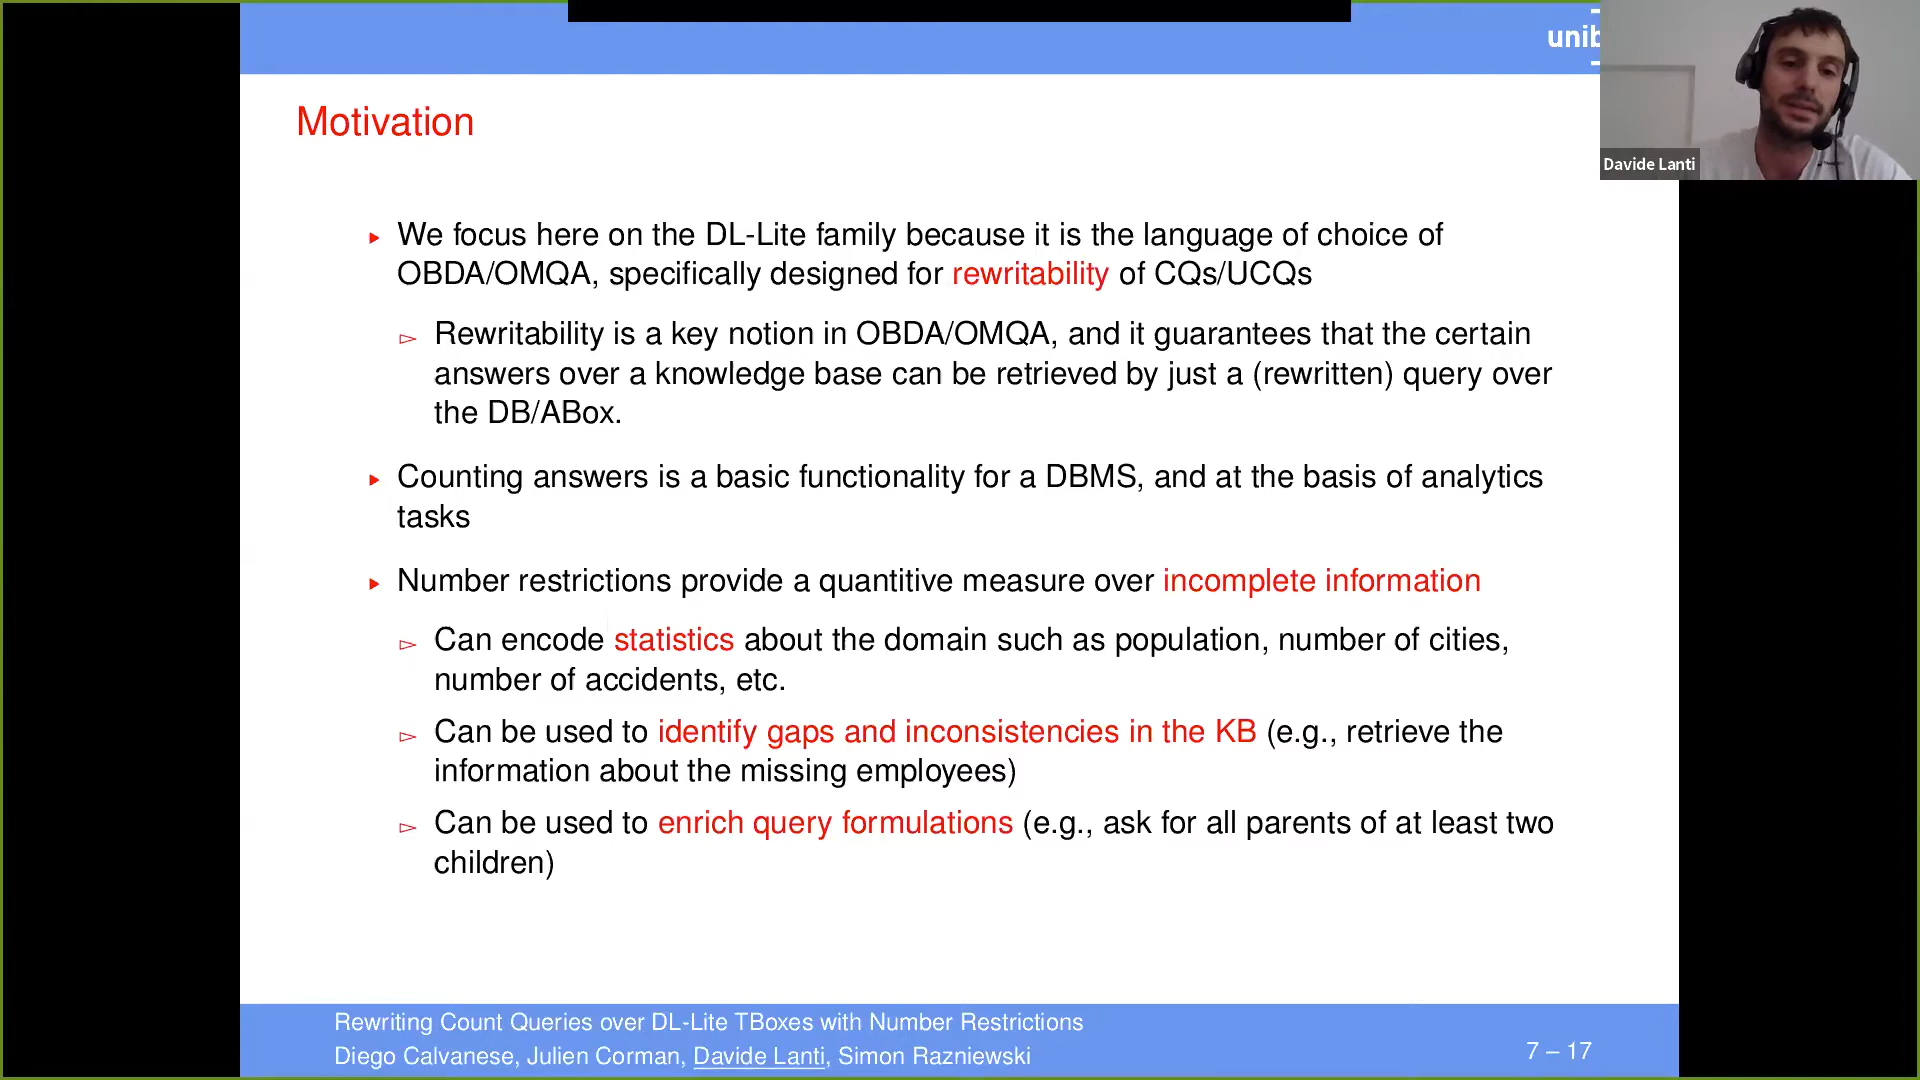 unib
Davide Lanti
Motivation
We focus here on the DL-Lite family because it is the language of choice of
OBDA/OMQA, specifically designed for rewritability of CQs/UCQs
Rewritability is a key notion in OBDA/OMQA, and it guarantees that the certain
answers over a knowledge base can be retrieved by just a (rewritten) query over
the DB/ABox.
Counting answers is a basic functionality for a DBMS, and at the basis of analytics
tasks
Number restrictions provide a quantitive measure over incomplete information
Can encode statistics about the domain such as population, number of cities,
number of accidents, etc.
Can be used to identify gaps and inconsistencies in the KB (e.g., retrieve the
information about the missing employees)
Can be used to enrich query formulations (e.g., ask for all parents of at least two
children)
Rewriting Count Queries over DL-Lite TBoxes with Number Restrictions
Diego Calvanese, Julien Corman, Davide Lanti, Simon Razniewski
7 – 17